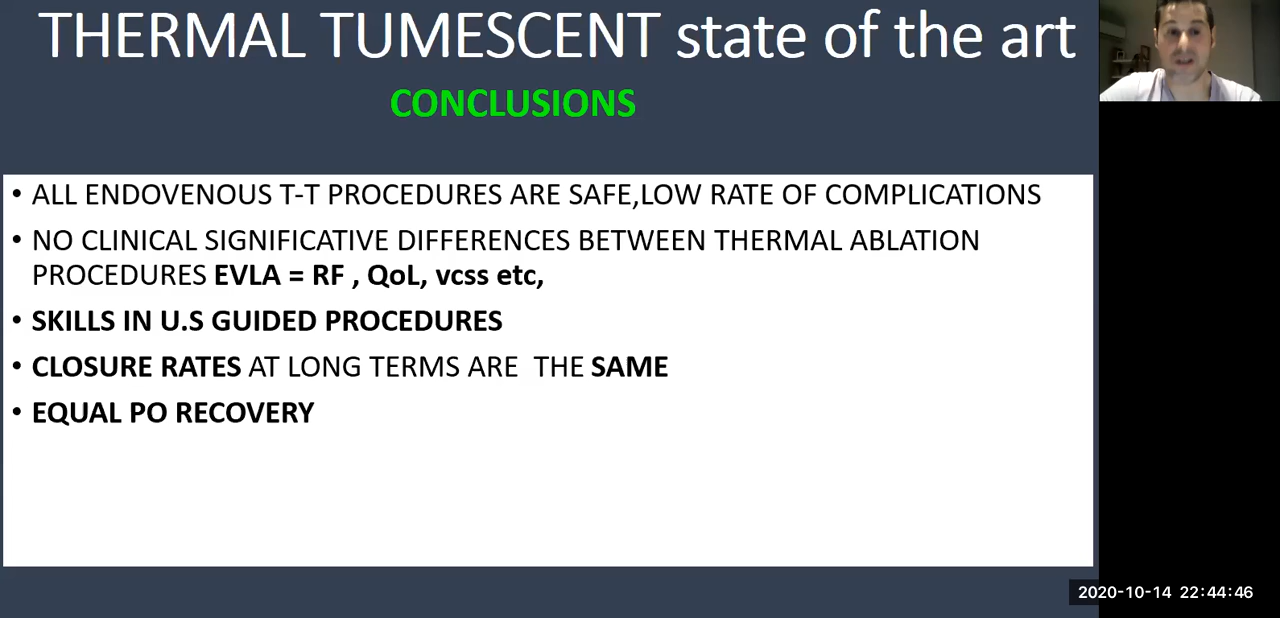 THERMAL TUMESCENT state of the art
CONCLUSIONS
• ALL ENDOVENOUS T-T PROCEDURES ARE SAFE,LOW RATE OF COMPLICATIONS
• NO CLINICAL SIGNIFICATIVE DIFFERENCES BETWEEN THERMAL ABLATION
PROCEDURES EVLA = RF , QoL, vcss etc,
• SKILLS IN U.S GUIDED PROCEDURES
• CLOSURE RATES AT LONG TERMS ARE  THE SAME
• EQUAL PO RECOVERY
2020-10-14 22:44:46